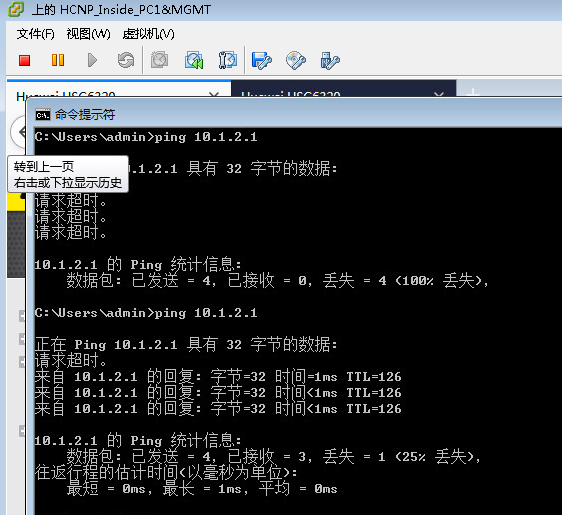 上的 HCNP_Inside_PC1&MGMT
文件(F) 视图(W) 虚拟机(V)
Huawei USG6320 Huawei USG6320
命令提示符
C:\Users\admin>ping 10.1.2.1
转到上一页
右击或下拉显示历史
.1.2.1 具有 32 字节的数据:
请求超时。
请求超时。
请求超时。
10.1.2.1 的 Ping 统计信息:
数据包: 已发送 = 4, 已接收 = 0, 丢失 = 4 (100% 丢失),
C:\Users\admin>ping 10.1.2.1
正在 Ping 10.1.2.1 具有 32 字节的数据:
请求超时。
来自 10.1.2.1 的回复: 字节=32 时间=1ms TTL=126
来自 10.1.2.1 的回复: 字节=32 时间<1ms TTL=126
来自 10.1.2.1 的回复: 字节=32 时间<1ms TTL=126
10.1.2.1 的 Ping 统计信息:
数据包: 已发送 = 4, 已接收 = 3, 丢失 = 1 (25% 丢失),
往返行程的估计时间(以毫秒为单位):
最短 = 0ms, 最长 = 1ms, 平均 = 0ms